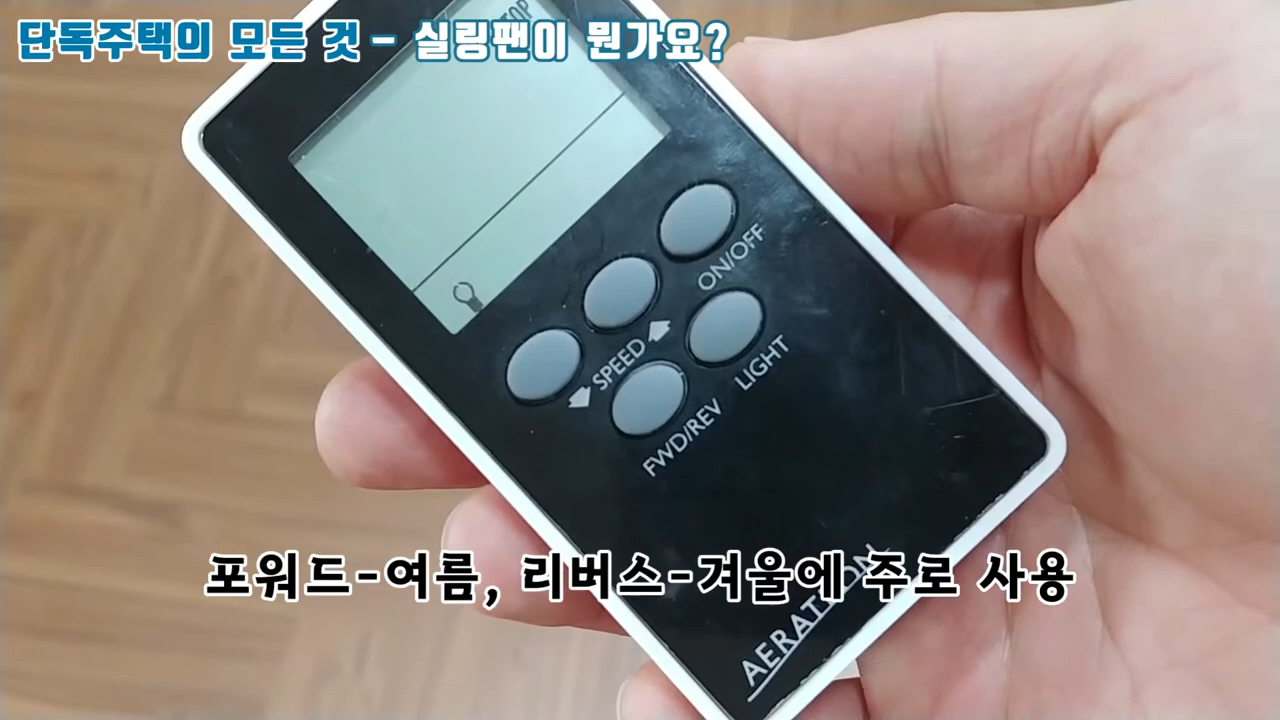 단독주택의 모든 것 - 실링팬이 뭔가요?
ON/OFF
SPEED
LIGHT
FWD/REV
포워드-여름, 리버스-겨울에 주로 사용
AERATRON